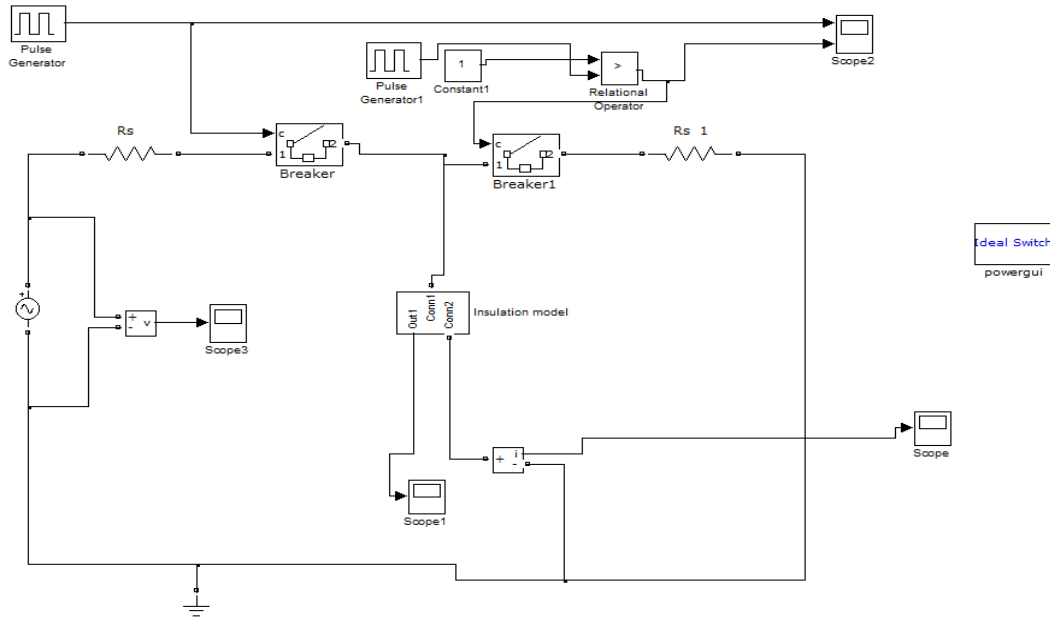 Pulse
Generator
Pulse
Generator1
1
Constant1
>
Relational
Operator
Scope2
Rs
c
1
2
Breaker
c
1
2
Breaker1
Rs 1
Ideal Switch
powergui
+
+
-
v
Scope3
Out1
Conn1
Conn2
Insulation model
Scope1
+
i
-
Scope